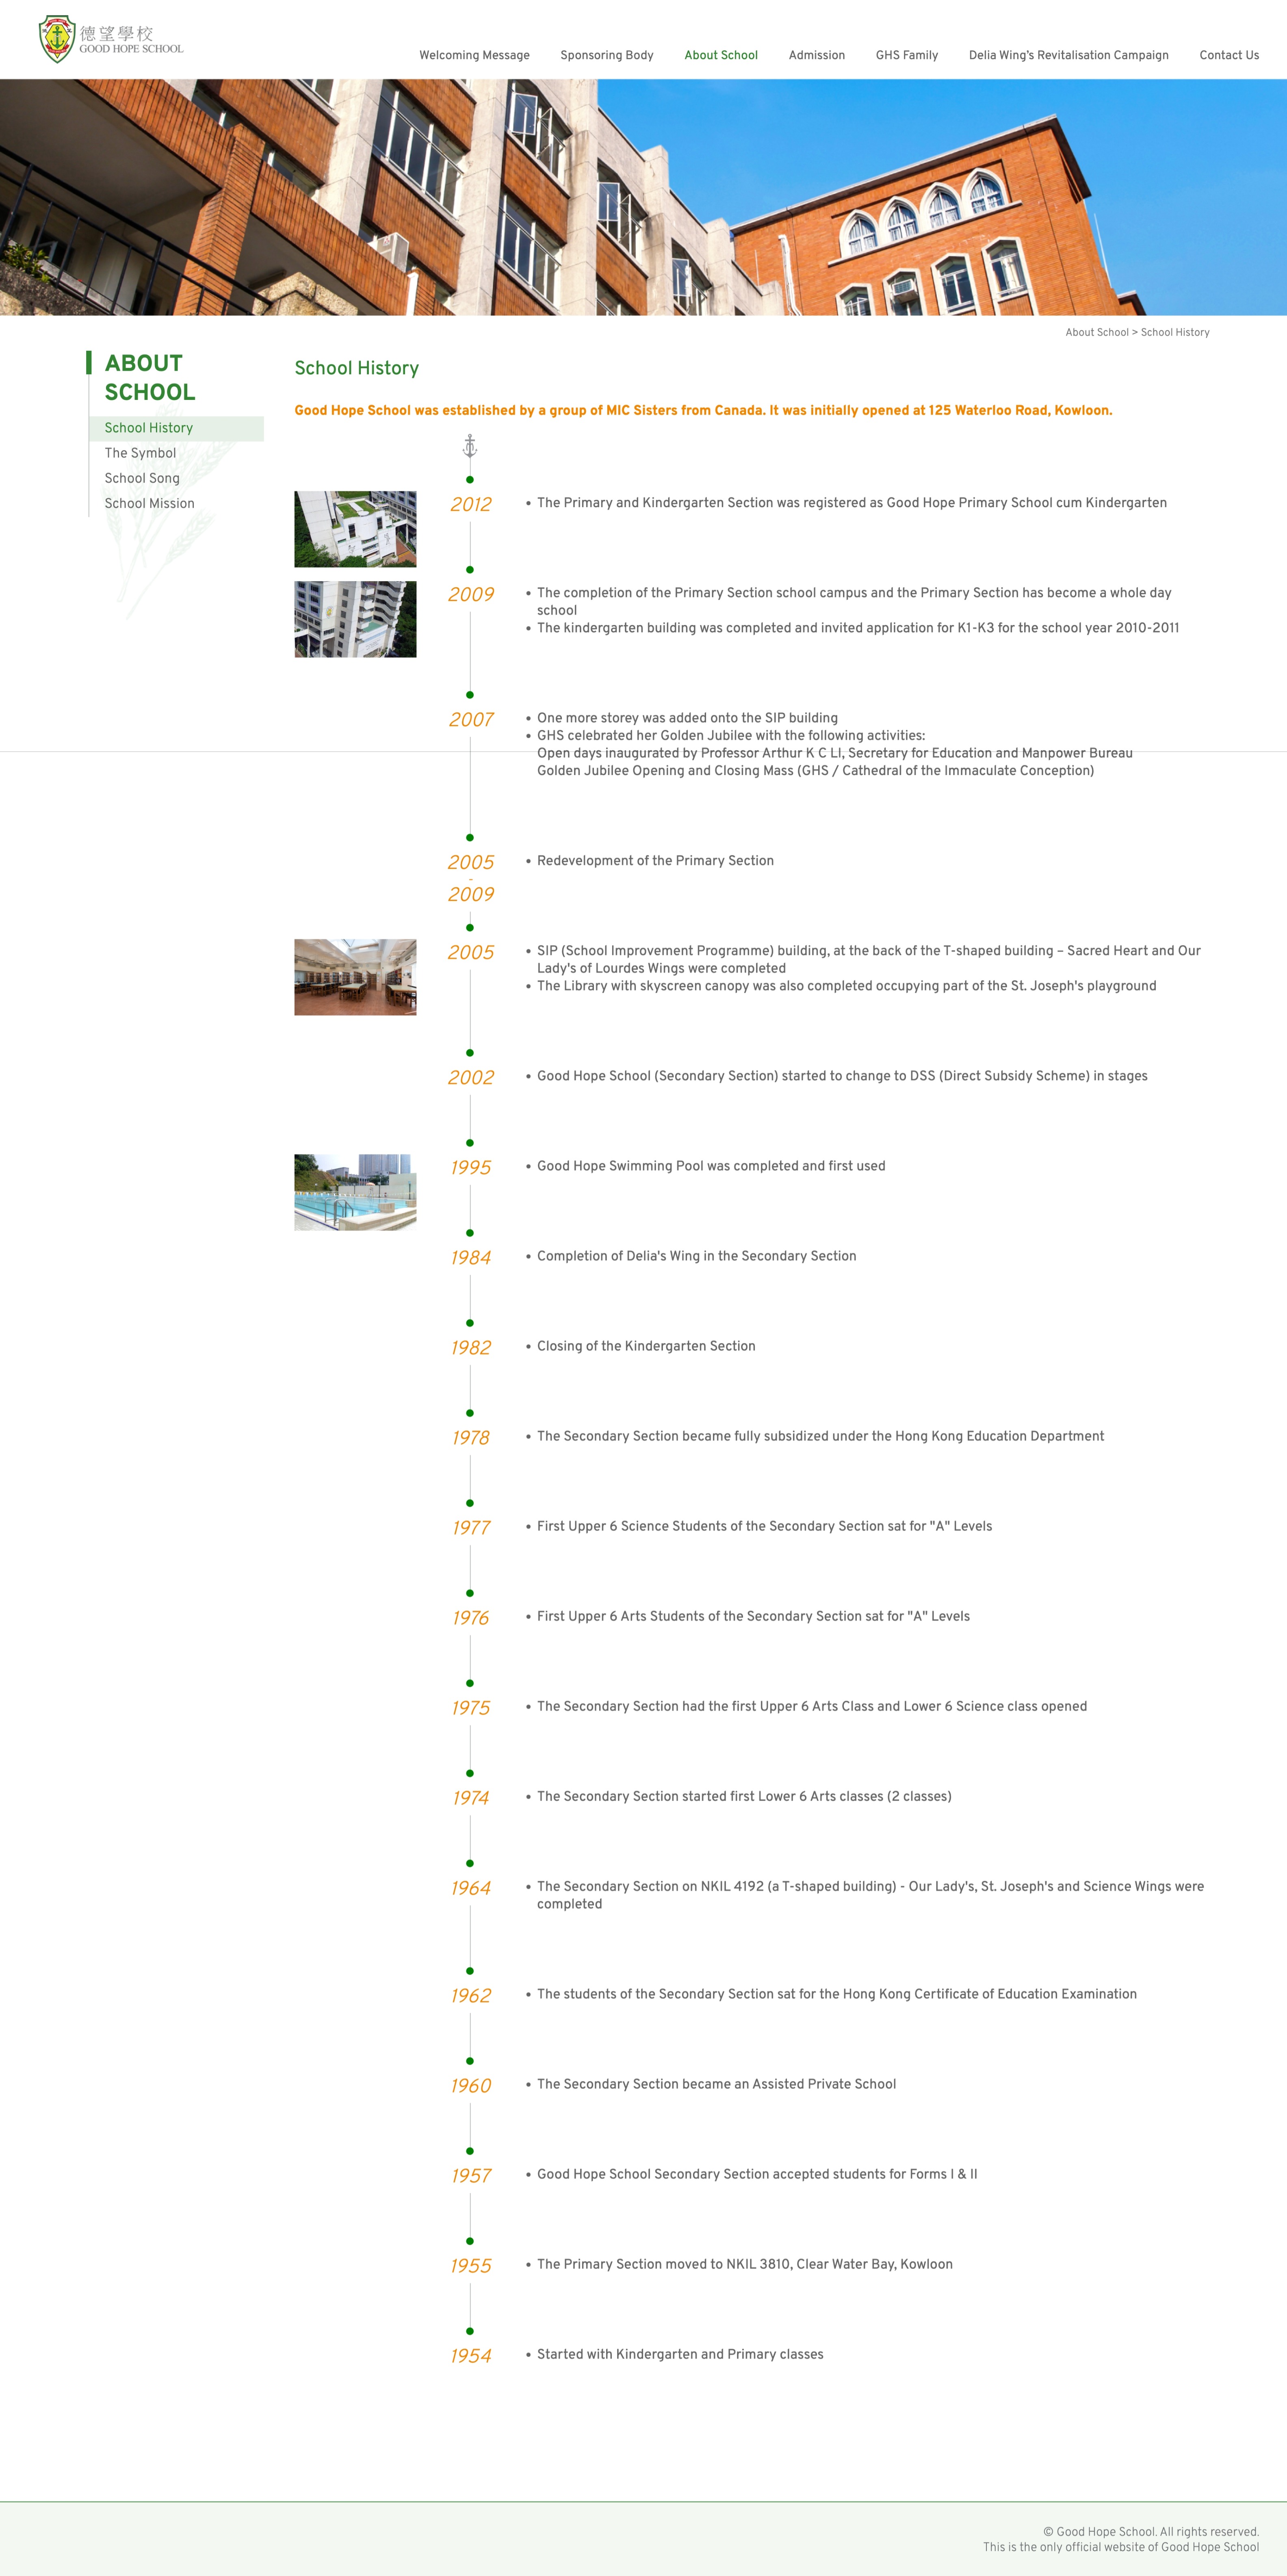 德望學校
GOOD HOPE SCHOOL
Welcoming Message
Sponsoring Body
About School
Admission
GHS Family
Delia Wing’s Revitalisation Campaign
Contact Us
About School > School History
ABOUT
SCHOOL
School History
The Symbol
School Song
School Mission
School History
Good Hope School was established by a group of MIC Sisters from Canada. It was initially opened at 125 Waterloo Road, Kowloon.
2012
• The Primary and Kindergarten Section was registered as Good Hope Primary School cum Kindergarten
2009
• The completion of the Primary Section school campus and the Primary Section has become a whole day
school
• The kindergarten building was completed and invited application for K1-K3 for the school year 2010-2011
2007
• One more storey was added onto the SIP building
• GHS celebrated her Golden Jubilee with the following activities:
Open days inaugurated by Professor Arthur K C LI, Secretary for Education and Manpower Bureau
Golden Jubilee Opening and Closing Mass (GHS / Cathedral of the Immaculate Conception)
2005
-
2009
• Redevelopment of the Primary Section
2005
• SIP (School Improvement Programme) building, at the back of the T-shaped building – Sacred Heart and Our
Lady's of Lourdes Wings were completed
• The Library with skyscreen canopy was also completed occupying part of the St. Joseph's playground
2002
• Good Hope School (Secondary Section) started to change to DSS (Direct Subsidy Scheme) in stages
1995
• Good Hope Swimming Pool was completed and first used
1984
• Completion of Delia's Wing in the Secondary Section
1982
• Closing of the Kindergarten Section
1978
• The Secondary Section became fully subsidized under the Hong Kong Education Department
1977
• First Upper 6 Science Students of the Secondary Section sat for "A" Levels
1976
• First Upper 6 Arts Students of the Secondary Section sat for "A" Levels
1975
• The Secondary Section had the first Upper 6 Arts Class and Lower 6 Science class opened
1974
• The Secondary Section started first Lower 6 Arts classes (2 classes)
1964
• The Secondary Section on NKIL 4192 (a T-shaped building) - Our Lady's, St. Joseph's and Science Wings were
completed
1962
• The students of the Secondary Section sat for the Hong Kong Certificate of Education Examination
1960
• The Secondary Section became an Assisted Private School
1957
• Good Hope School Secondary Section accepted students for Forms I & II
1955
• The Primary Section moved to NKIL 3810, Clear Water Bay, Kowloon
1954
• Started with Kindergarten and Primary classes
© Good Hope School. All rights reserved.
This is the only official website of Good Hope School